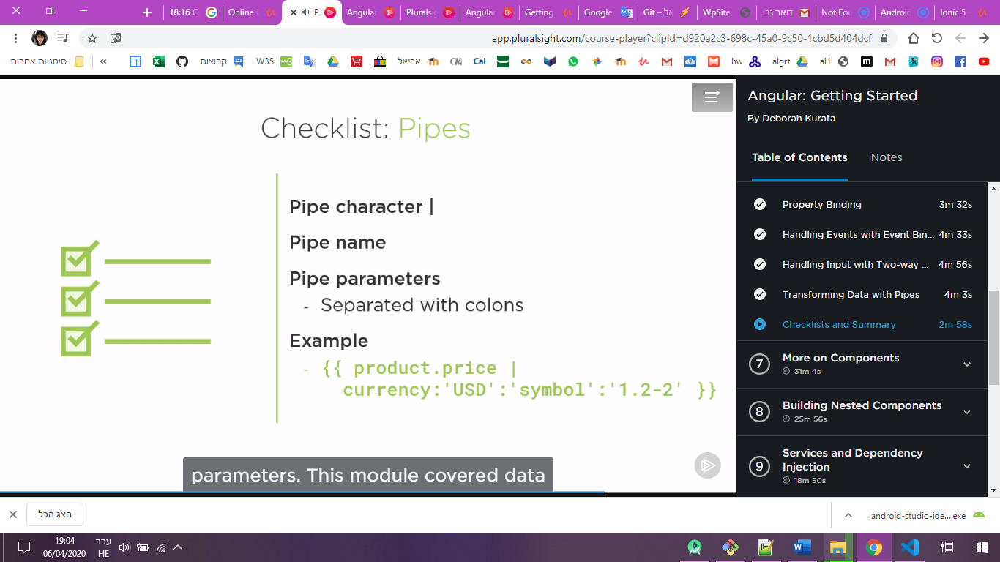 18:16 G
Online
P
Angular
Pluralsi
Angular
Getting
Google
Git – אל
WpSite
דואר נכנ
Not Fou
Android
Ionic 5 -
app.pluralsight.com/course-player?clipId=d920a2c3-698c-45a0-9c50-1cbd5d404dcf
סימניות אחרות
«
קבוצות
W3S
אריאל
Cal
hw
algrt
al1
Checklist: Pipes
Pipe character |
Pipe name
Pipe parameters
- Separated with colons
Example
- {{ product.price |
currency:'USD':'symbol':'1.2-2' }}
parameters. This module covered data
Angular: Getting Started
By Deborah Kurata
Table of Contents
Notes
Property Binding 3m 32s
Handling Events with Event Bin... 4m 33s
Handling Input with Two-way ... 4m 56s
Transforming Data with Pipes 4m 3s
Checklists and Summary 2m 58s
7 More on Components
31m 4s
8 Building Nested Components
25m 56s
9 Services and Dependency
Injection
18m 50s
הצג הכל
android-studio-ide....exe
19:04
06/04/2020
עבר
HE